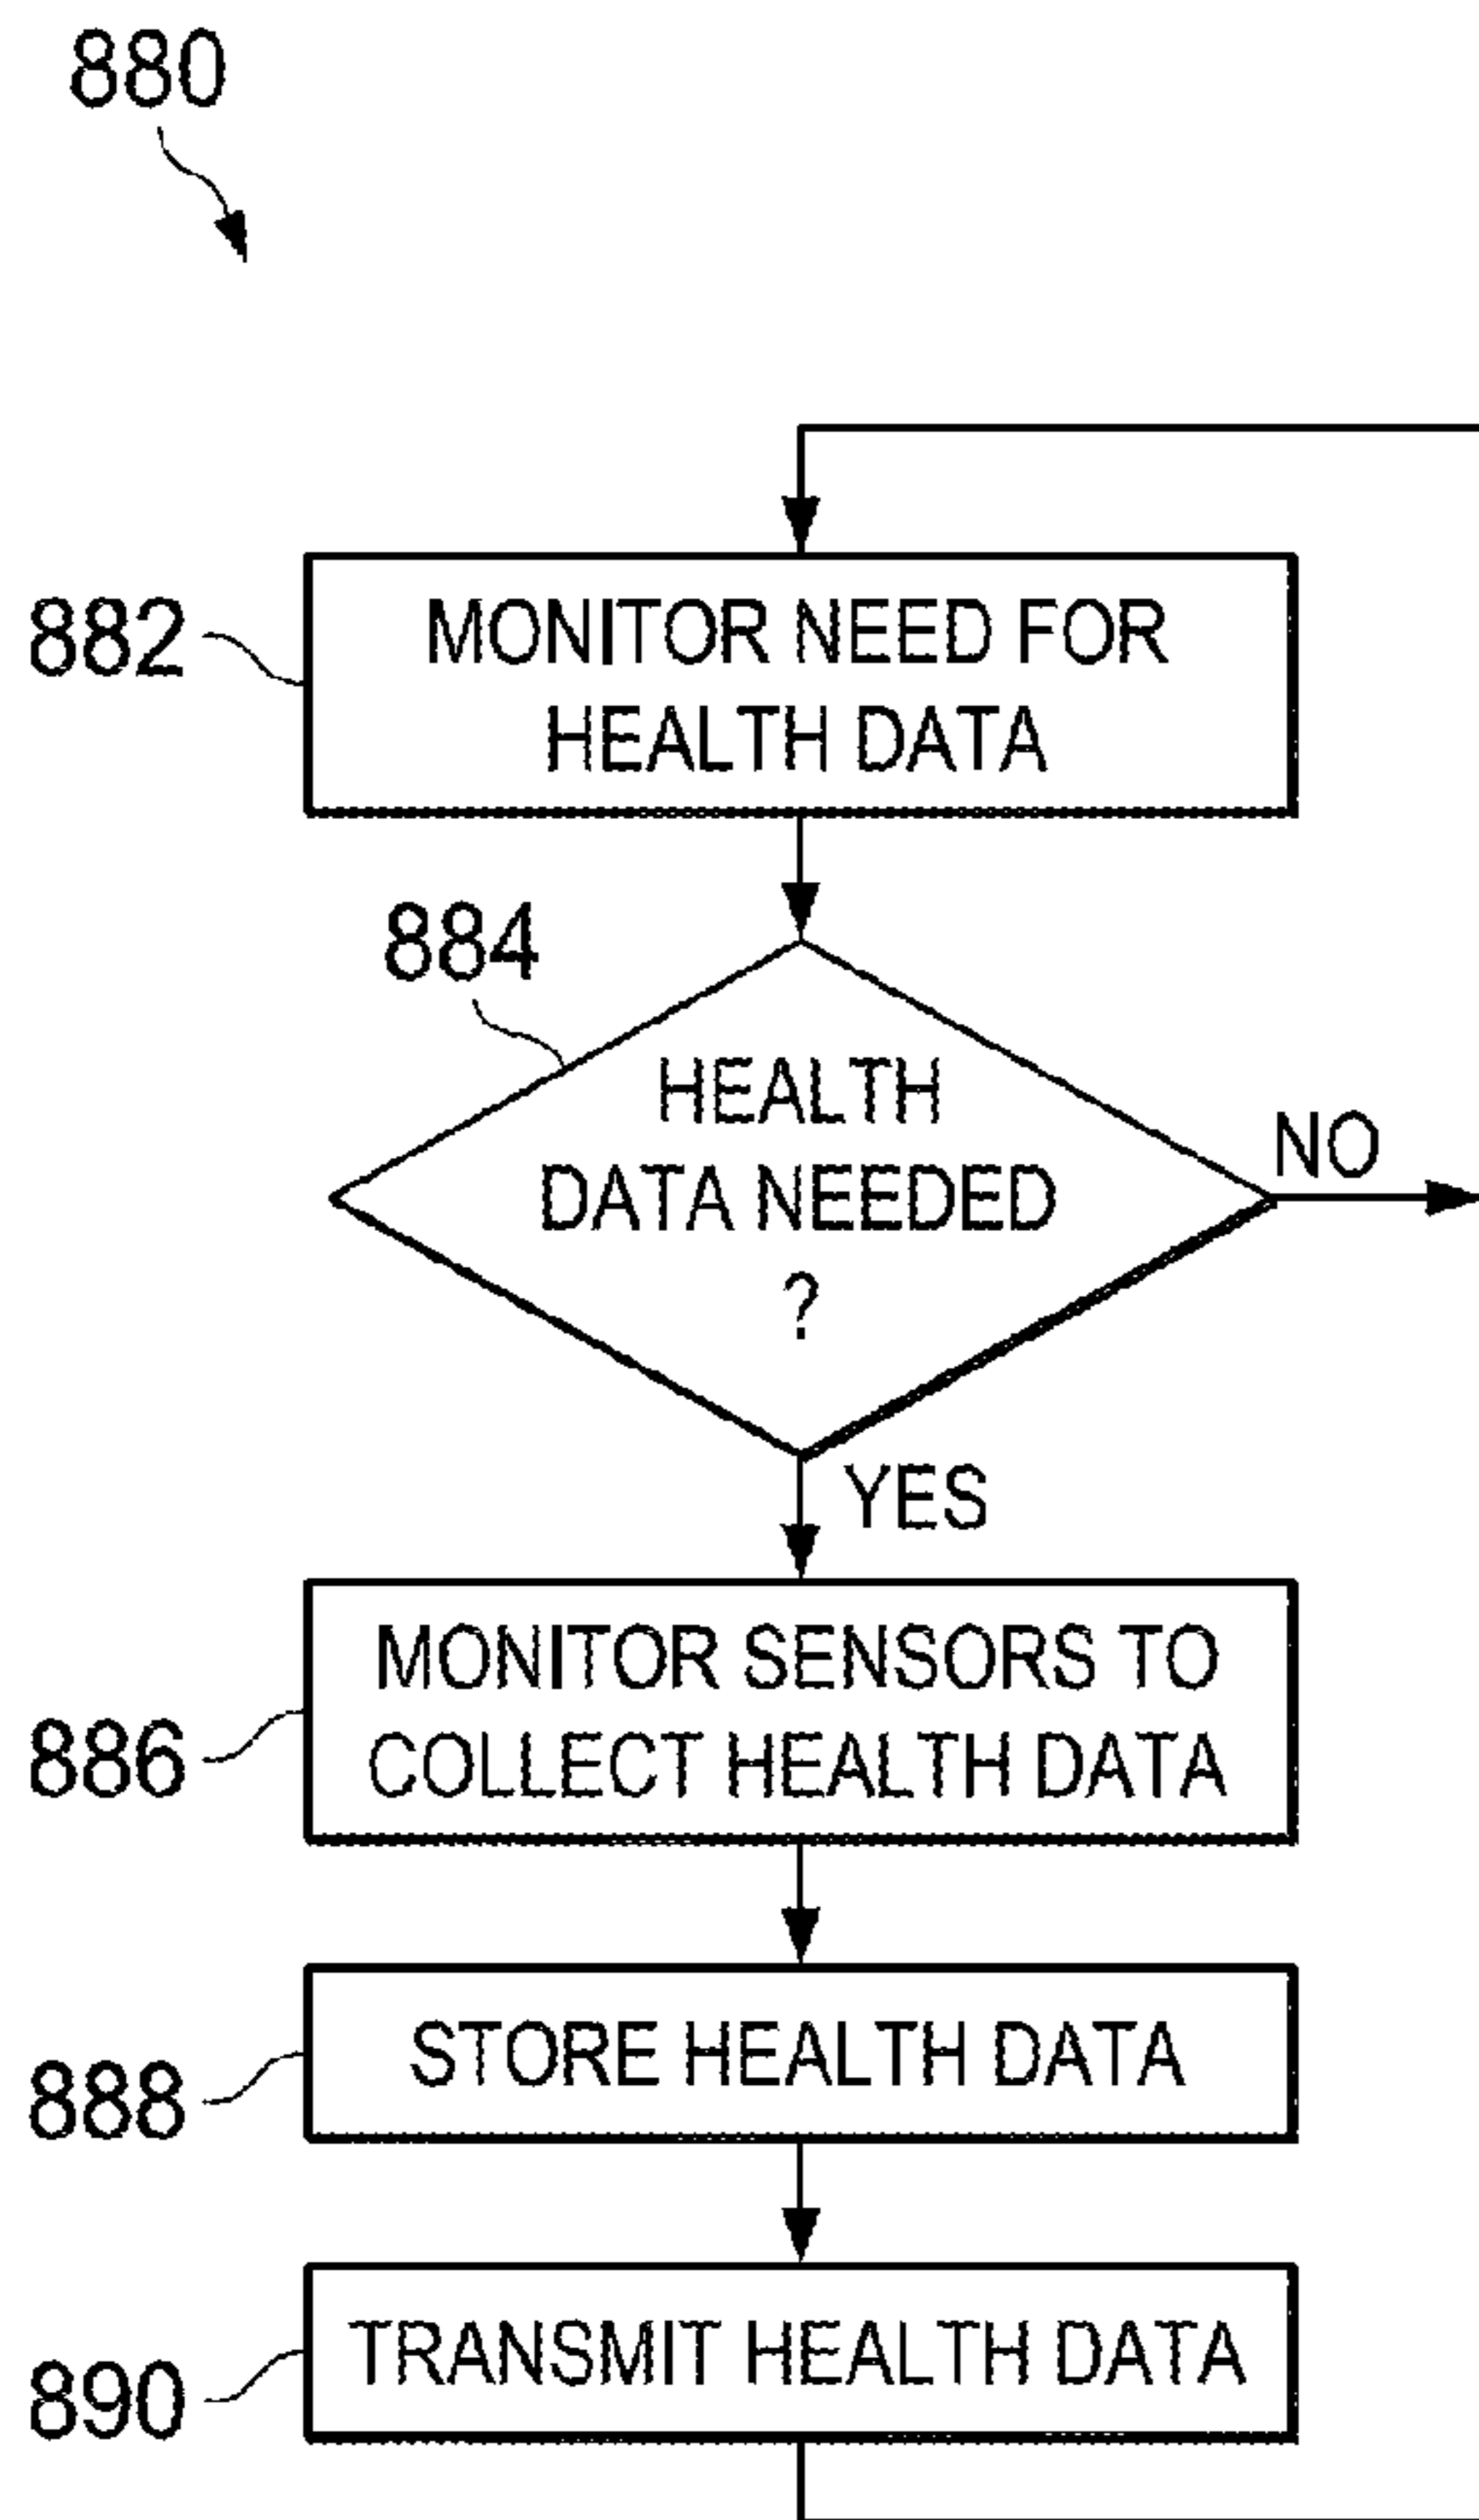 880
882
MONITOR NEED FOR
HEALTH DATA
884
HEALTH
DATA NEEDED
?
NO
YES
886
MONITOR SENSORS TO
COLLECT HEALTH DATA
888
STORE HEALTH DATA
890
TRANSMIT HEALTH DATA